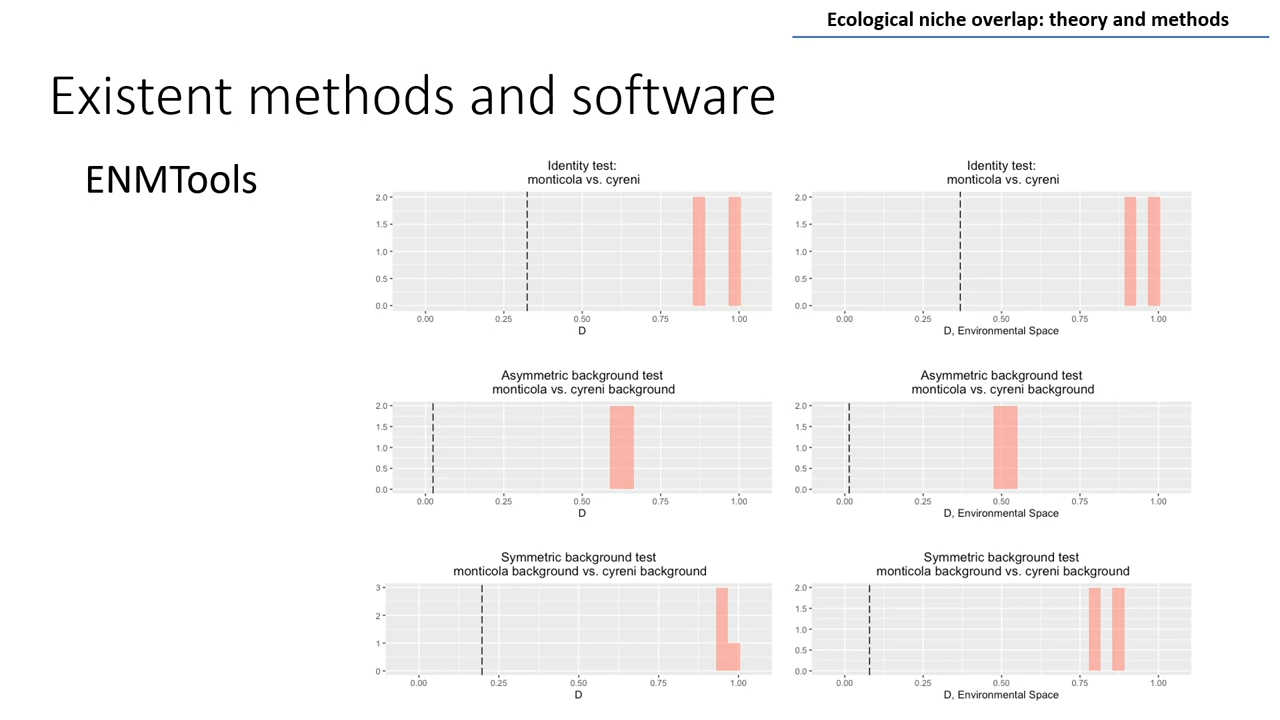 Ecological niche overlap: theory and methods
Existent methods and software
ENMTools
Identity test:
monticola vs. cyreni
2.0
1.5
1.0
0.5
0.0
0.00 0.25 0.50 0.75 1.00
D
Identity test:
monticola vs. cyreni
2.0
1.5
1.0
0.5
0.0
0.00 0.25 0.50 0.75 1.00
D, Environmental Space
Asymmetric background test
monticola vs. cyreni background
2.0
1.5
1.0
0.5
0.0
0.00 0.25 0.50 0.75 1.00
D
Asymmetric background test
monticola vs. cyreni background
2.0
1.5
1.0
0.5
0.0
0.00 0.25 0.50 0.75 1.00
D, Environmental Space
Symmetric background test
monticola background vs. cyreni background
3
2
1
0
0.00 0.25 0.50 0.75 1.00
D
Symmetric background test
monticola background vs. cyreni background
2.0
1.5
1.0
0.5
0.0
0.00 0.25 0.50 0.75 1.00
D, Environmental Space